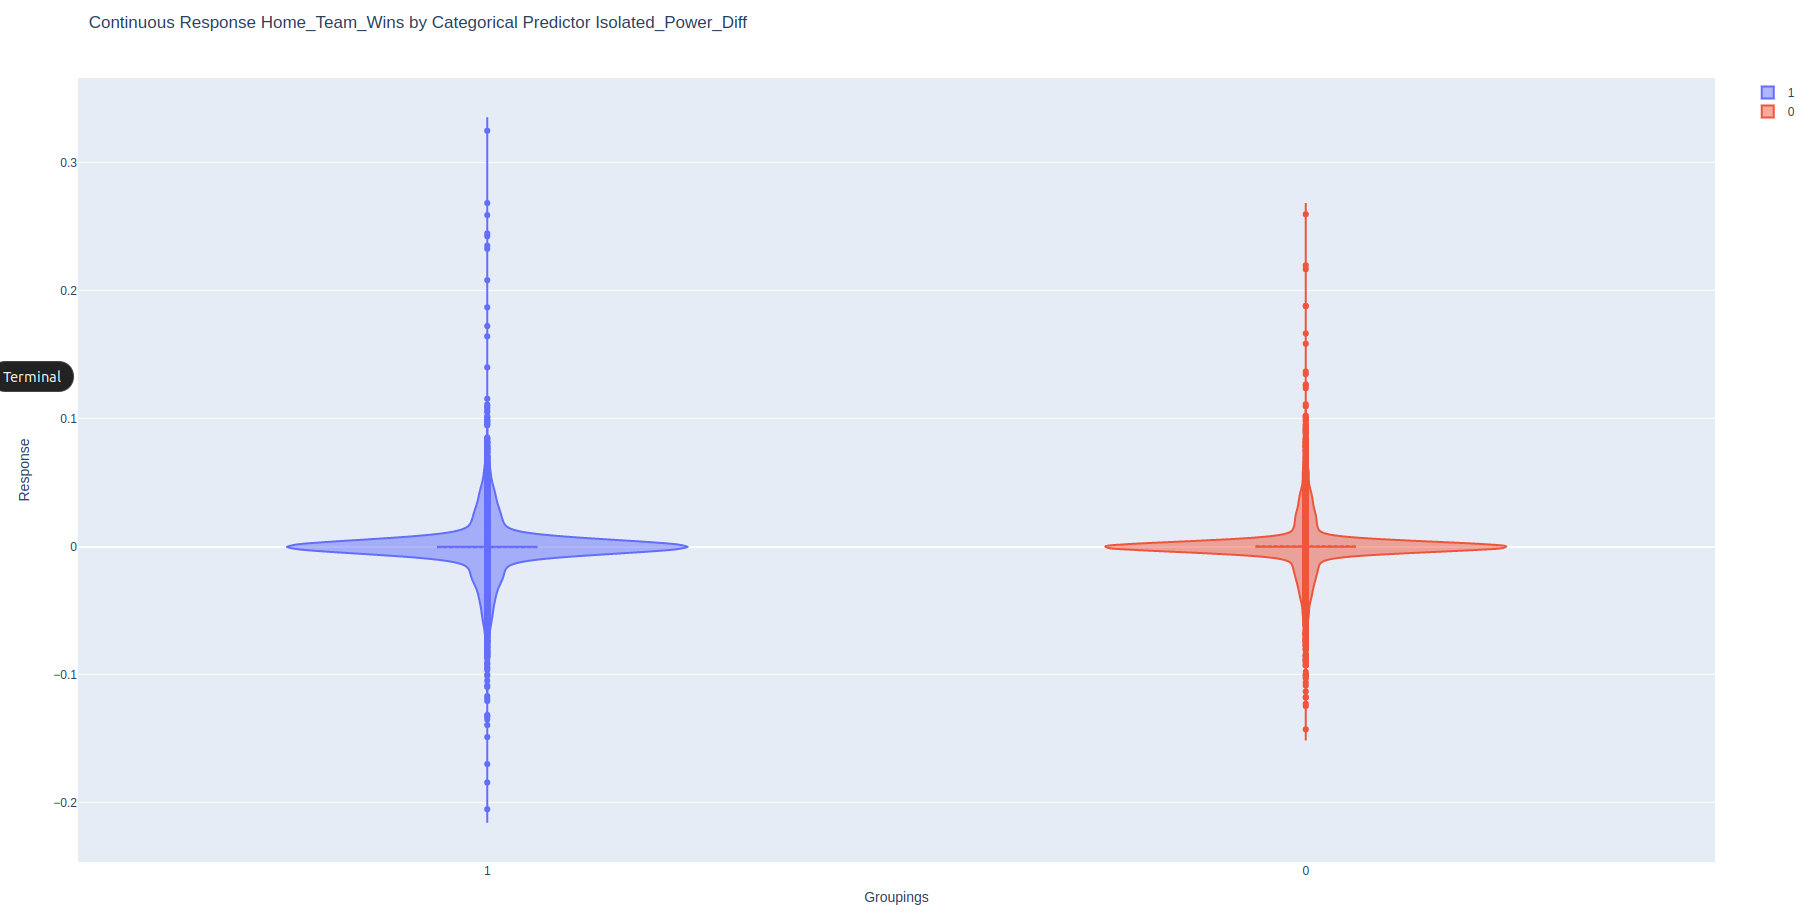 Continuous Response Home_Team_Wins by Categorical Predictor Isolated_Power_Diff
1
0
0.3
0.2
Terminal
0.1
Response
0
−0.1
−0.2
1
0
Groupings